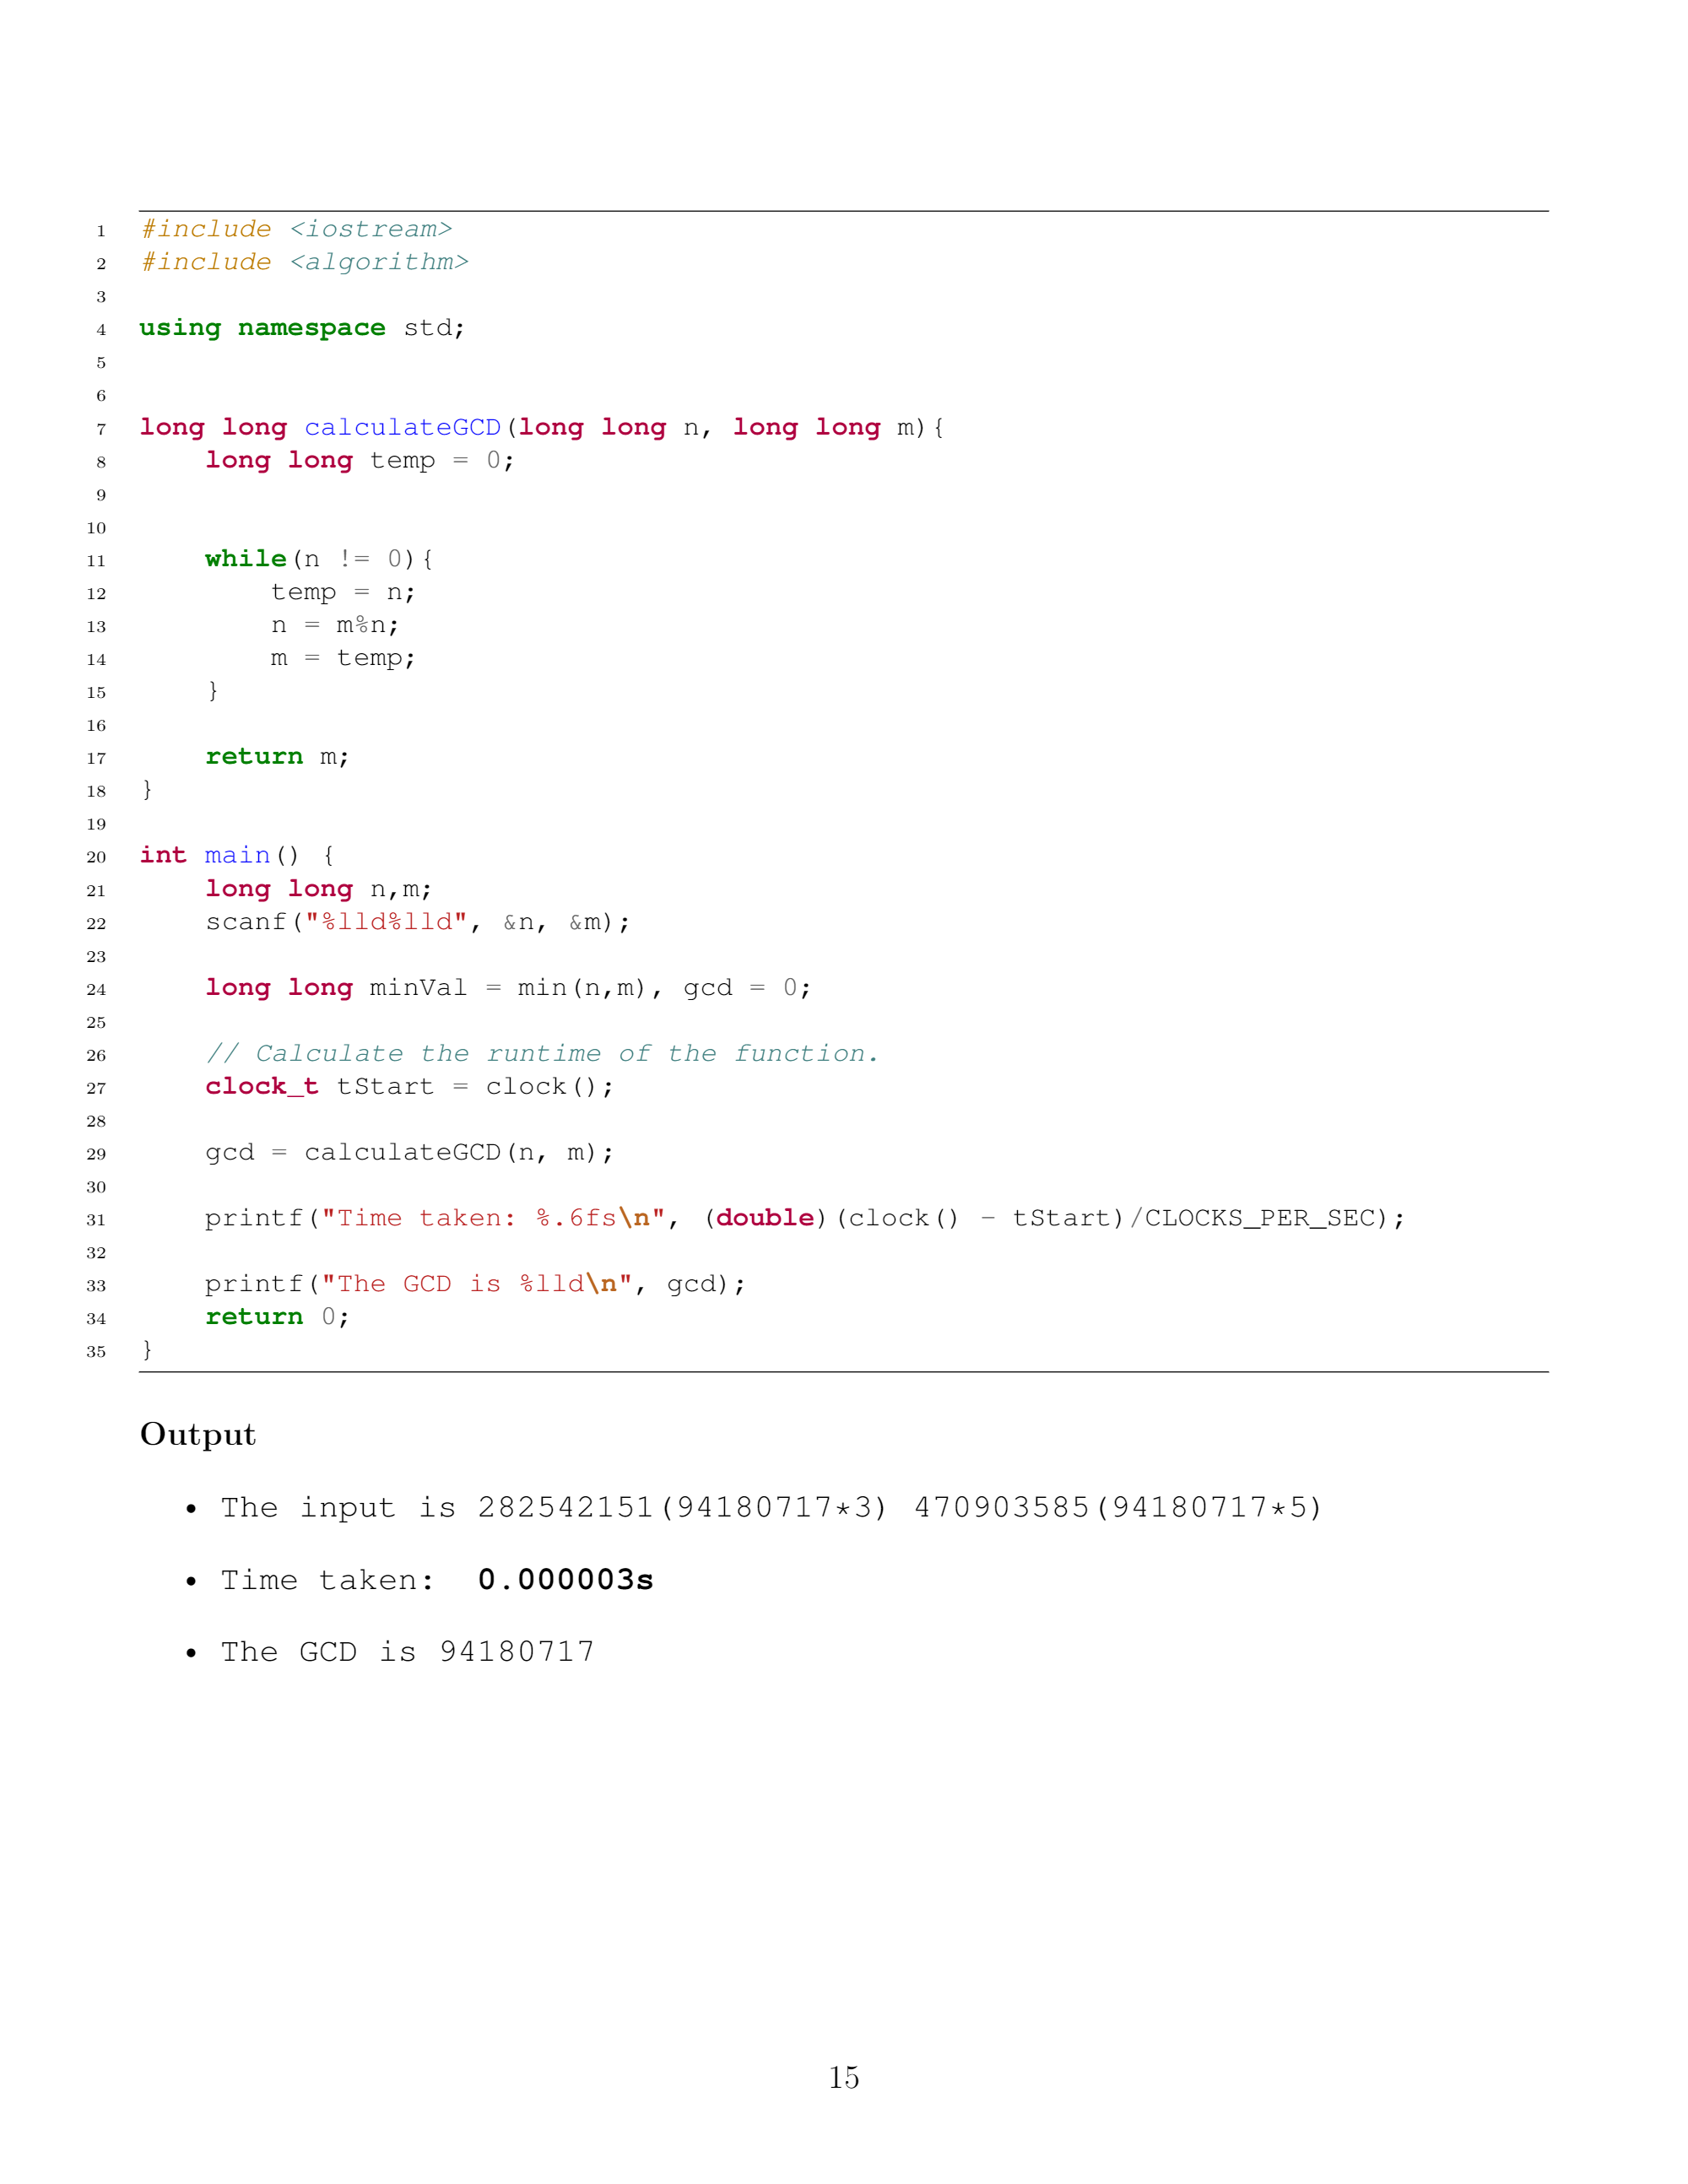 1 #include <iostream>
2 #include <algorithm>
3
4 using namespace std;
5
6
7 long long calculateGCD(long long n, long long m){
8     long long temp = 0;
9
10
11     while(n != 0){
12         temp = n;
13         n = m%n;
14         m = temp;
15     }
16
17     return m;
18 }
19
20 int main() {
21     long long n,m;
22     scanf("%lld%lld", &n, &m);
23
24     long long minVal = min(n,m), gcd = 0;
25
26     // Calculate the runtime of the function.
27     clock_t tStart = clock();
28
29     gcd = calculateGCD(n, m);
30
31     printf("Time taken: %.6fs\n", (double)(clock() - tStart)/CLOCKS_PER_SEC);
32
33     printf("The GCD is %lld\n", gcd);
34     return 0;
35 }
Output
• The input is 282542151(94180717*3) 470903585(94180717*5)
• Time taken: 0.000003s
• The GCD is 94180717
15